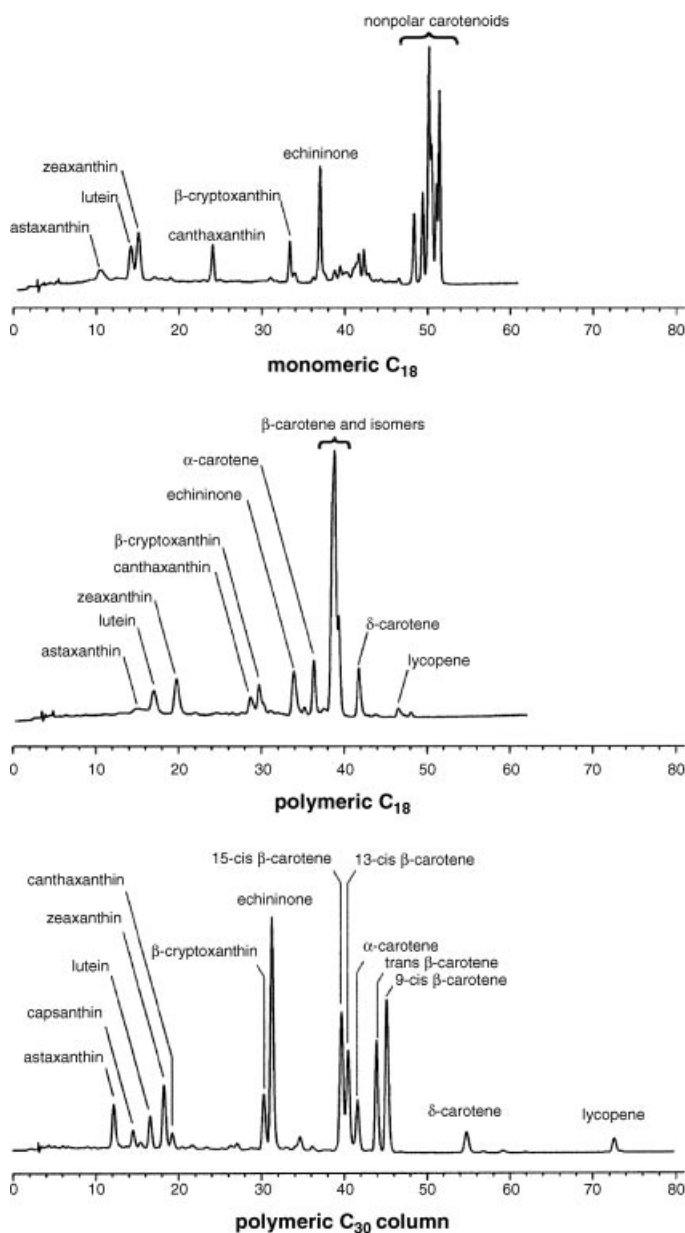 nonpolar carotenoids
echininone
zeaxanthin
β-cryptoxanthin
lutein
canthaxanthin
astaxanthin
0 10 20 30 40 50 60 70 80
monomeric C18
β-carotene and isomers
α-carotene
echininone
β-cryptoxanthin
canthaxanthin
zeaxanthin
lutein
δ-carotene
astaxanthin
lycopene
0 10 20 30 40 50 60 70 80
polymeric C18
15-cis β-carotene 13-cis β-carotene
canthaxanthin
echininone
zeaxanthin
α-carotene
β-cryptoxanthin
trans β-carotene
lutein
9-cis β-carotene
capsanthin
astaxanthin
δ-carotene
lycopene
0 10 20 30 40 50 60 70 80
polymeric C30 column